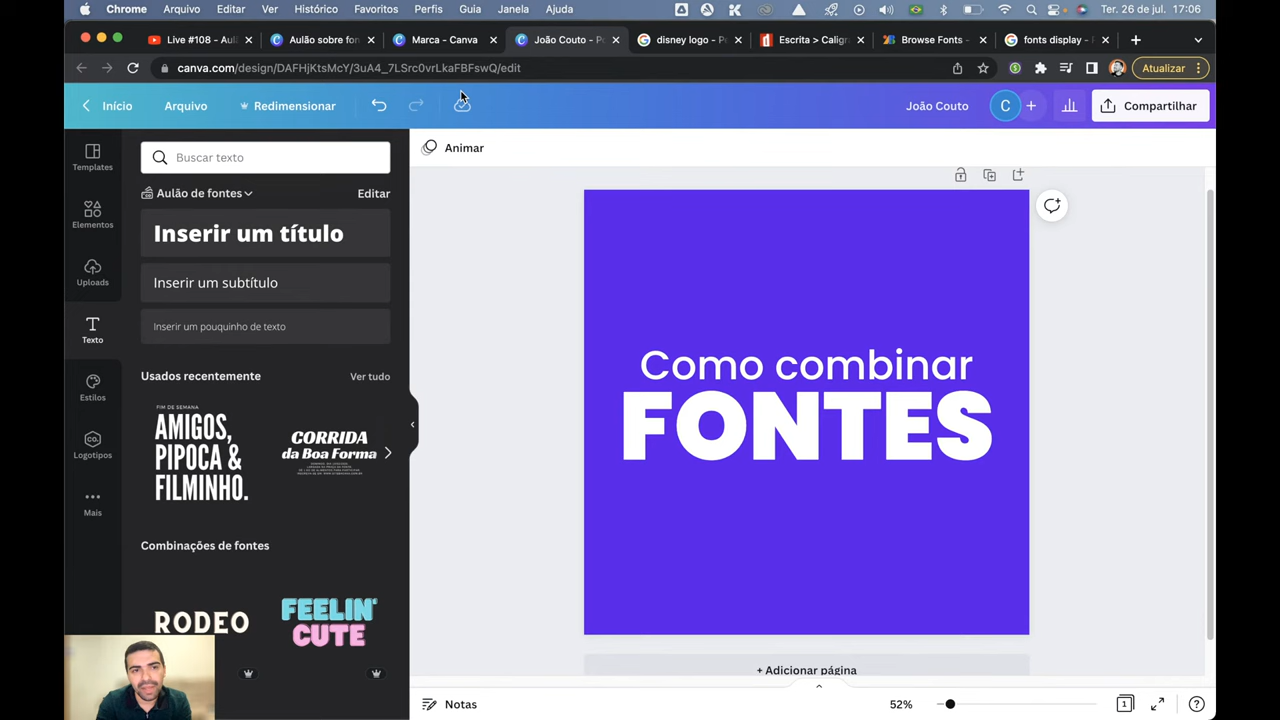 Chrome Arquivo Editar Ver Histórico Favoritos Perfis Guia Janela Ajuda Ter. 26 de jul. 17:06
Live #108 – Aul Aulão sobre fon Marca - Canva João Couto - P disney logo - P Escrita > Caligr Browse Fonts - fonts display - P
canva.com/design/DAFHjKtsMcY/3uA4_7LSrc0vrLkaFBFswQ/edit Atualizar
Início Arquivo Redimensionar João Couto C Compartilhar
Templates
Elementos
Uploads
Texto
Estilos
CO.
Logotipos
Mais
Buscar texto
Aulão de fontes Editar
Inserir um título
Inserir um subtítulo
Inserir um pouquinho de texto
Usados recentemente Ver tudo
FIM DE SEMANA
AMIGOS,
PIPOCA &
FILMINHO.
CORRIDA
da Boa Forma
Combinações de fontes
RODEO
FEELIN'
CUTE
Animar
Como combinar
FONTES
+ Adicionar página
Notas 52% 1